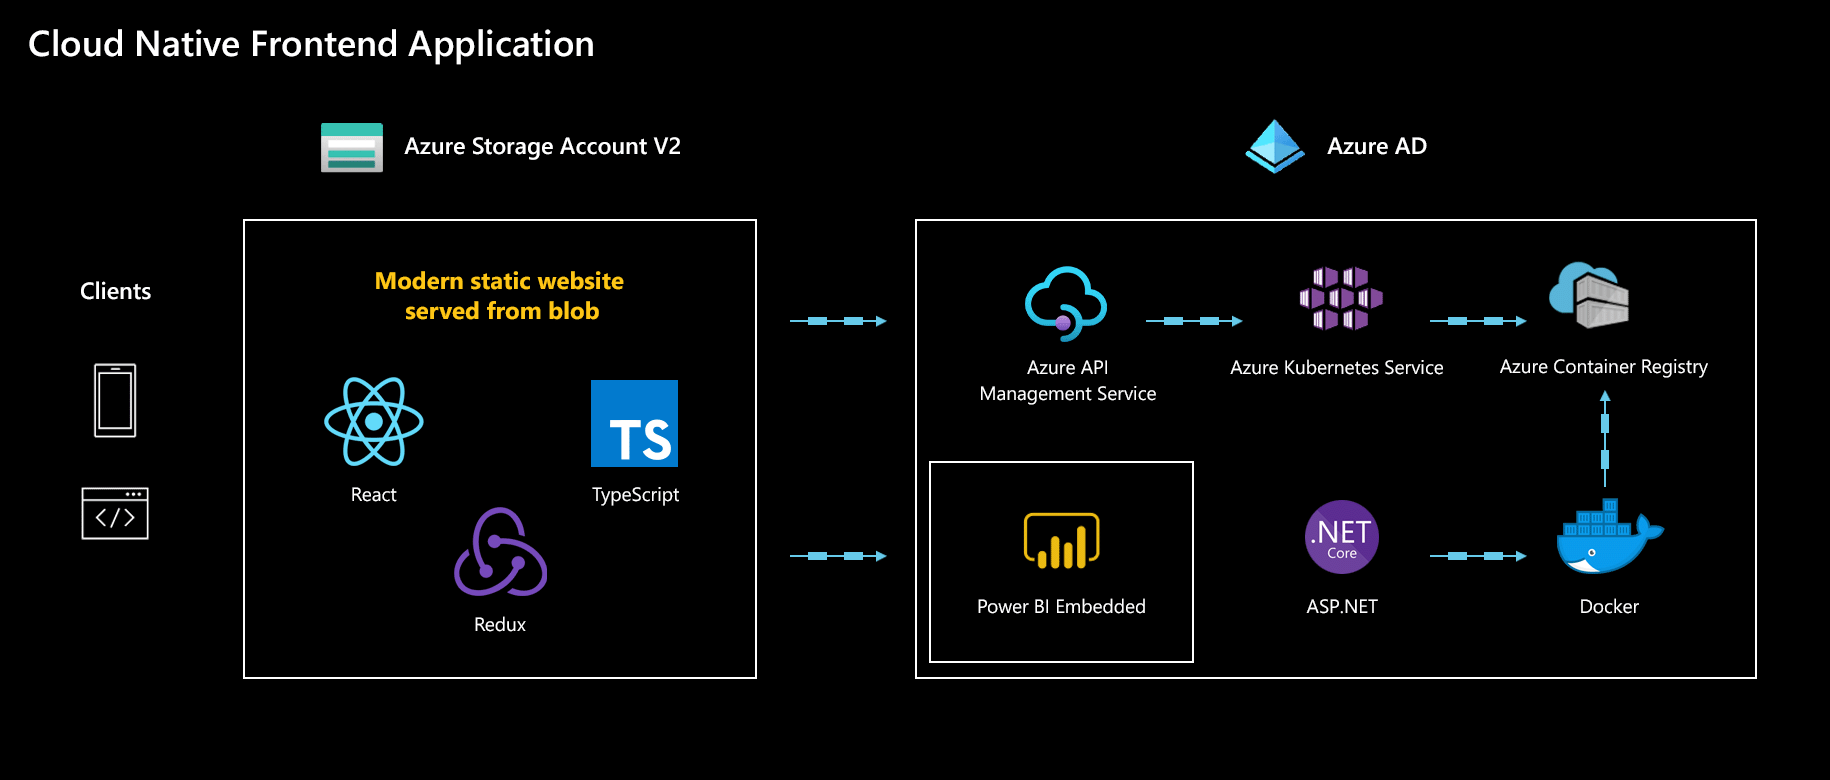 Cloud Native Frontend Application
Azure Storage Account V2
Azure AD
Clients
Modern static website
served from blob
React
TS
TypeScript
Redux
Azure API
Management Service
Azure Kubernetes Service
Azure Container Registry
Power BI Embedded
.NET
Core
ASP.NET
Docker